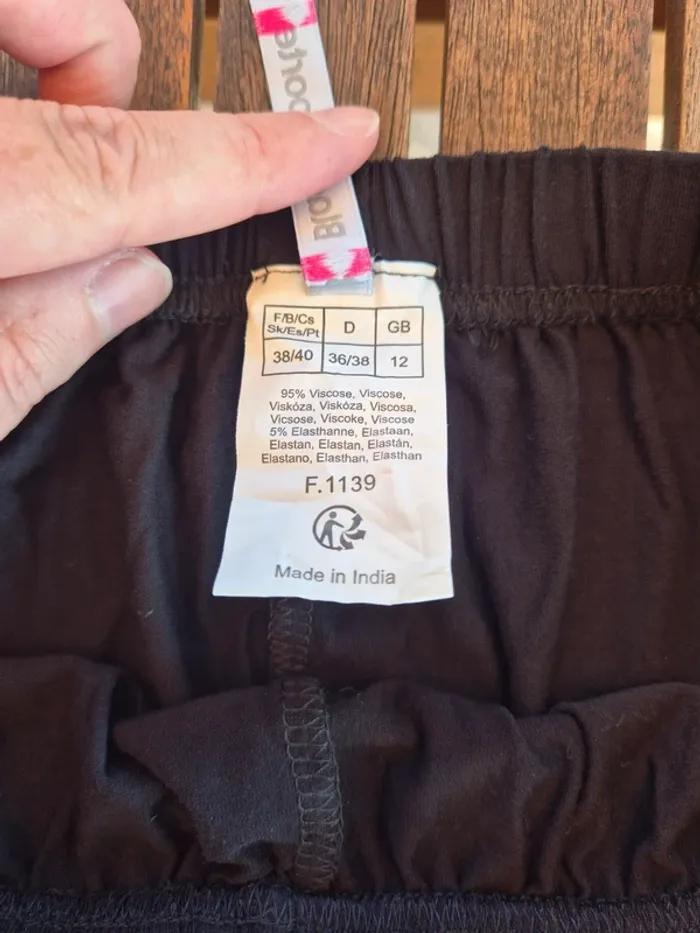 F/B/Cs
Sk/Es/Pt
D
GB
38/40
36/38
12
95% Viscose, Viscose,
Viskóza, Viskóza, Viscosa,
Vicsose, Viscoke, Viscose
5% Elasthanne, Elastaan,
Elastan, Elastan, Elastán,
Elastano, Elasthan, Elasthan
F.1139
Made in India